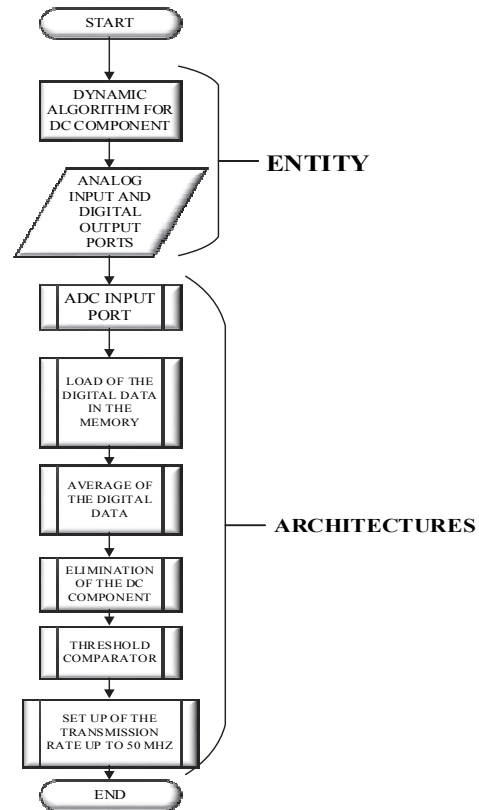 START
DYNAMIC
ALGORITHM FOR
DC COMPONENT
ENTITY
ANALOG
INPUT AND
DIGITAL
OUTPUT
PORTS
ADC INPUT
PORT
LOAD OF THE
DIGITAL DATA
IN THE
MEMORY
AVERAGE OF
THE DIGITAL
DATA
ARCHITECTURES
ELIMINATION
OF THE DC
COMPONENT
THRESHOLD
COMPARATOR
SET UP OF THE
TRANSMISSION
RATE UP TO 50 MHZ
END